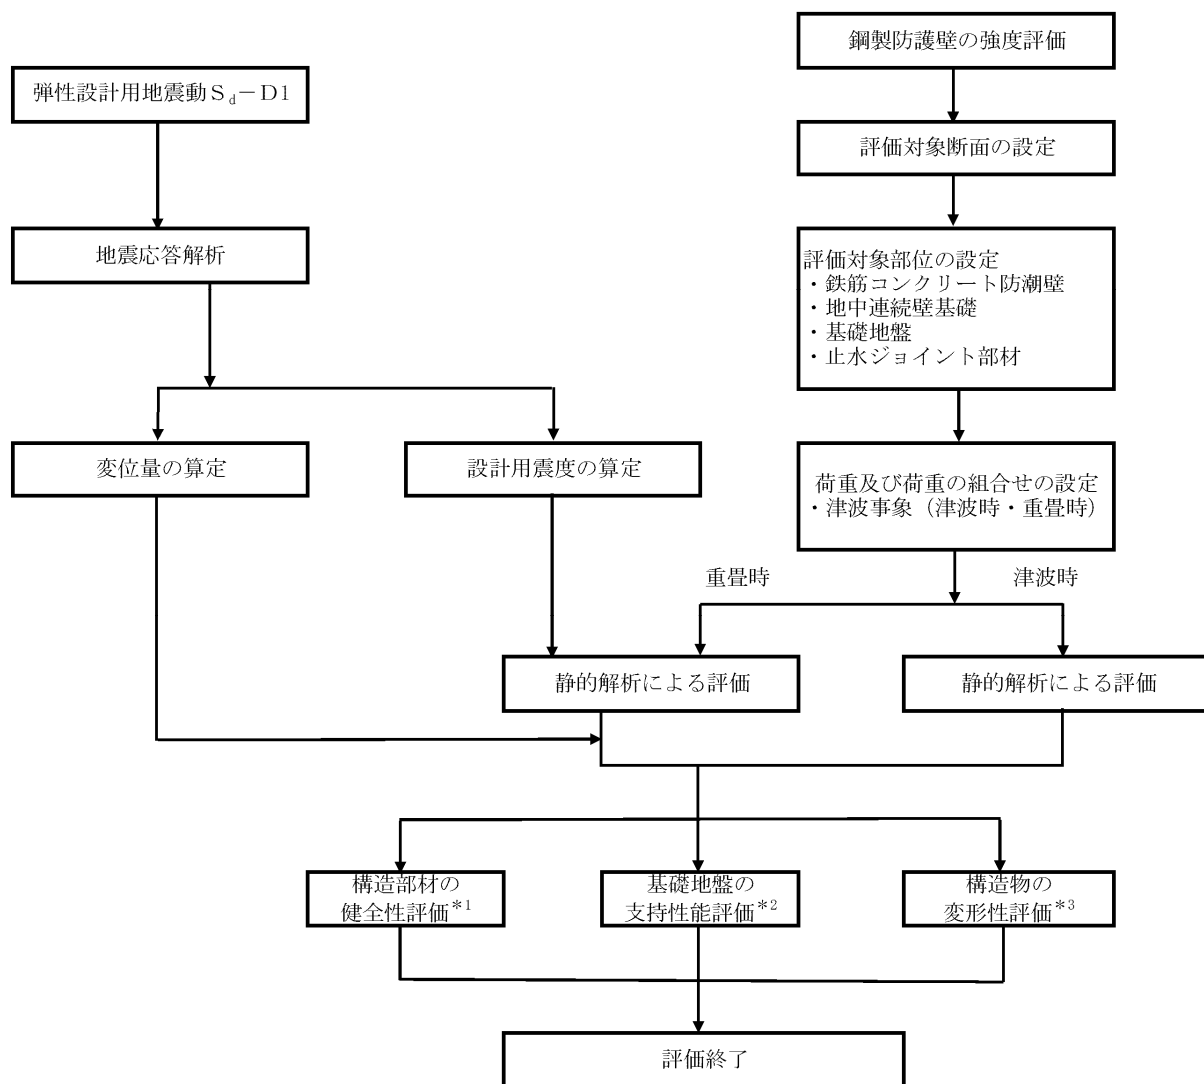 鋼製防護壁の強度評価
弾性設計用地震動Ｓd－Ｄ1
評価対象断面の設定
地震応答解析
評価対象部位の設定
・鉄筋コンクリート防潮壁
・地中連続壁基礎
・基礎地盤
・止水ジョイント部材
変位量の算定
設計用震度の算定
荷重及び荷重の組合せの設定
・津波事象（津波時・重畳時）
重畳時
津波時
静的解析による評価
静的解析による評価
構造部材の
健全性評価*1
基礎地盤の
支持性能評価*2
構造物の
変形性評価*3
評価終了